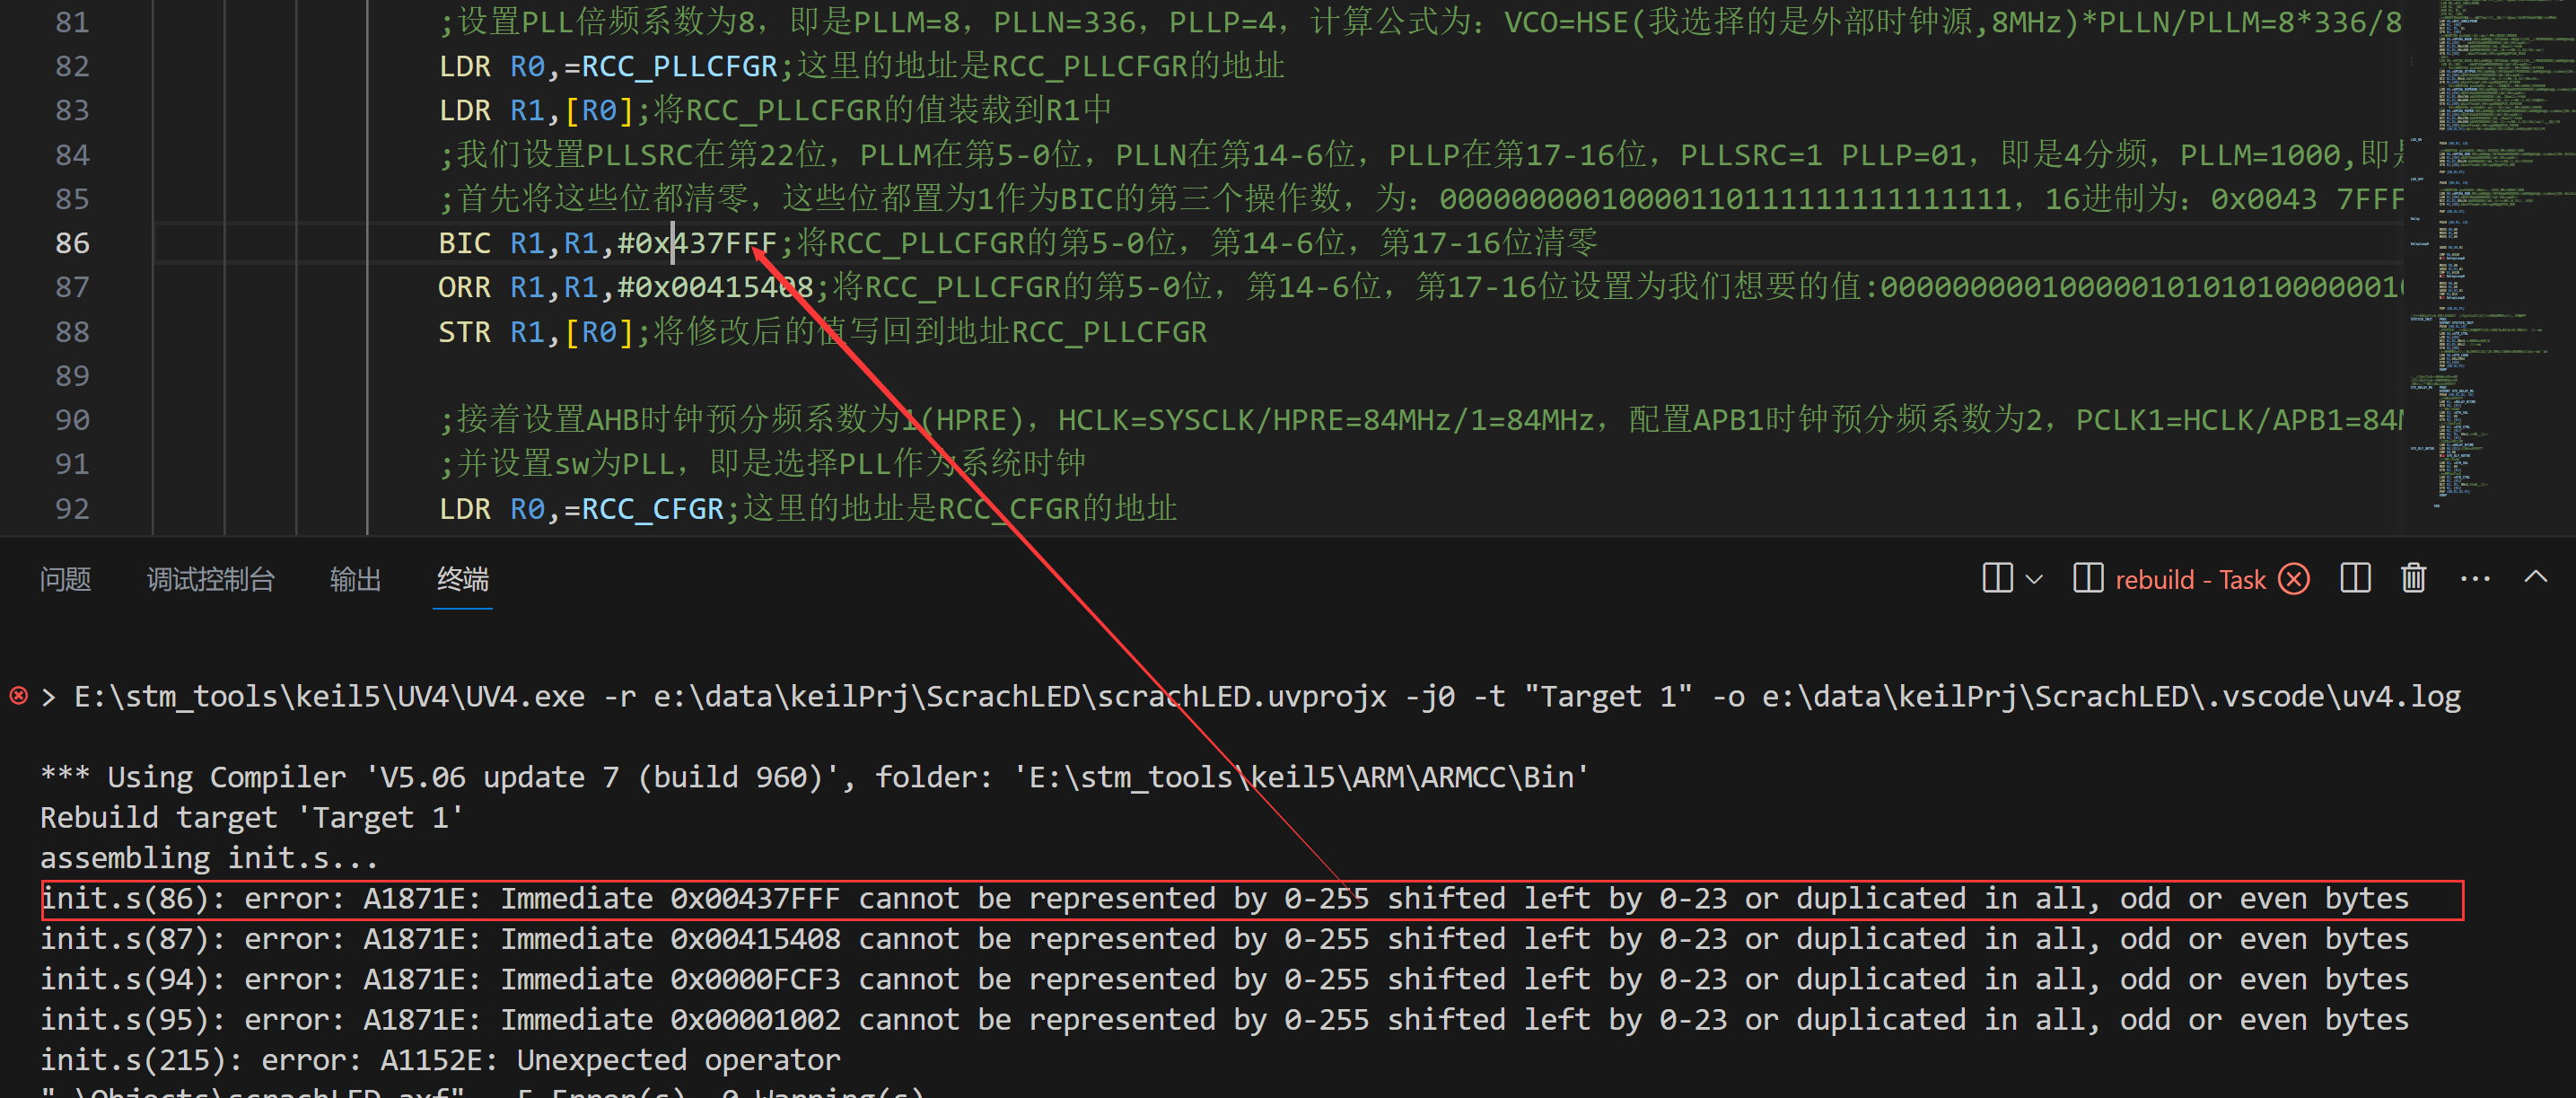 81 ;设置PLL倍频系数为8，即是PLLM=8，PLLN=336，PLLP=4，计算公式为：VCO=HSE(我选择的是外部时钟源,8MHz)*PLLN/PLLM=8*336/8
82 LDR R0,=RCC_PLLCFGR;这里的地址是RCC_PLLCFGR的地址
83 LDR R1,[R0];将RCC_PLLCFGR的值装载到R1中
84 ;我们设置PLLSRC在第22位，PLLM在第5-0位，PLLN在第14-6位，PLLP在第17-16位，PLLSRC=1 PLLP=01，即是4分频，PLLM=1000,即是
85 ;首先将这些位都清零，这些位都置为1作为BIC的第三个操作数，为：00000000010000110111111111111111，16进制为：0x0043 7FFF
86 BIC R1,R1,#0x437FFF;将RCC_PLLCFGR的第5-0位，第14-6位，第17-16位清零
87 ORR R1,R1,#0x00415408;将RCC_PLLCFGR的第5-0位，第14-6位，第17-16位设置为我们想要的值:000000000100000101010100000010
88 STR R1,[R0];将修改后的值写回到地址RCC_PLLCFGR
89
90 ;接着设置AHB时钟预分频系数为1(HPRE)，HCLK=SYSCLK/HPRE=84MHz/1=84MHz，配置APB1时钟预分频系数为2，PCLK1=HCLK/APB1=84M
91 ;并设置sw为PLL，即是选择PLL作为系统时钟
92 LDR R0,=RCC_CFGR;这里的地址是RCC_CFGR的地址
问题 调试控制台 输出 终端 rebuild - Task
> E:\stm_tools\keil5\UV4\UV4.exe -r e:\data\keilPrj\ScrachLED\scrachLED.uvprojx -j0 -t "Target 1" -o e:\data\keilPrj\ScrachLED\.vscode\uv4.log
*** Using Compiler 'V5.06 update 7 (build 960)', folder: 'E:\stm_tools\keil5\ARM\ARMCC\Bin'
Rebuild target 'Target 1'
assembling init.s...
init.s(86): error: A1871E: Immediate 0x00437FFF cannot be represented by 0-255 shifted left by 0-23 or duplicated in all, odd or even bytes
init.s(87): error: A1871E: Immediate 0x00415408 cannot be represented by 0-255 shifted left by 0-23 or duplicated in all, odd or even bytes
init.s(94): error: A1871E: Immediate 0x0000FCF3 cannot be represented by 0-255 shifted left by 0-23 or duplicated in all, odd or even bytes
init.s(95): error: A1871E: Immediate 0x00001002 cannot be represented by 0-255 shifted left by 0-23 or duplicated in all, odd or even bytes
init.s(215): error: A1152E: Unexpected operator
".\Objects\scrachLED.axf" - 5 Error(s), 0 Warning(s).